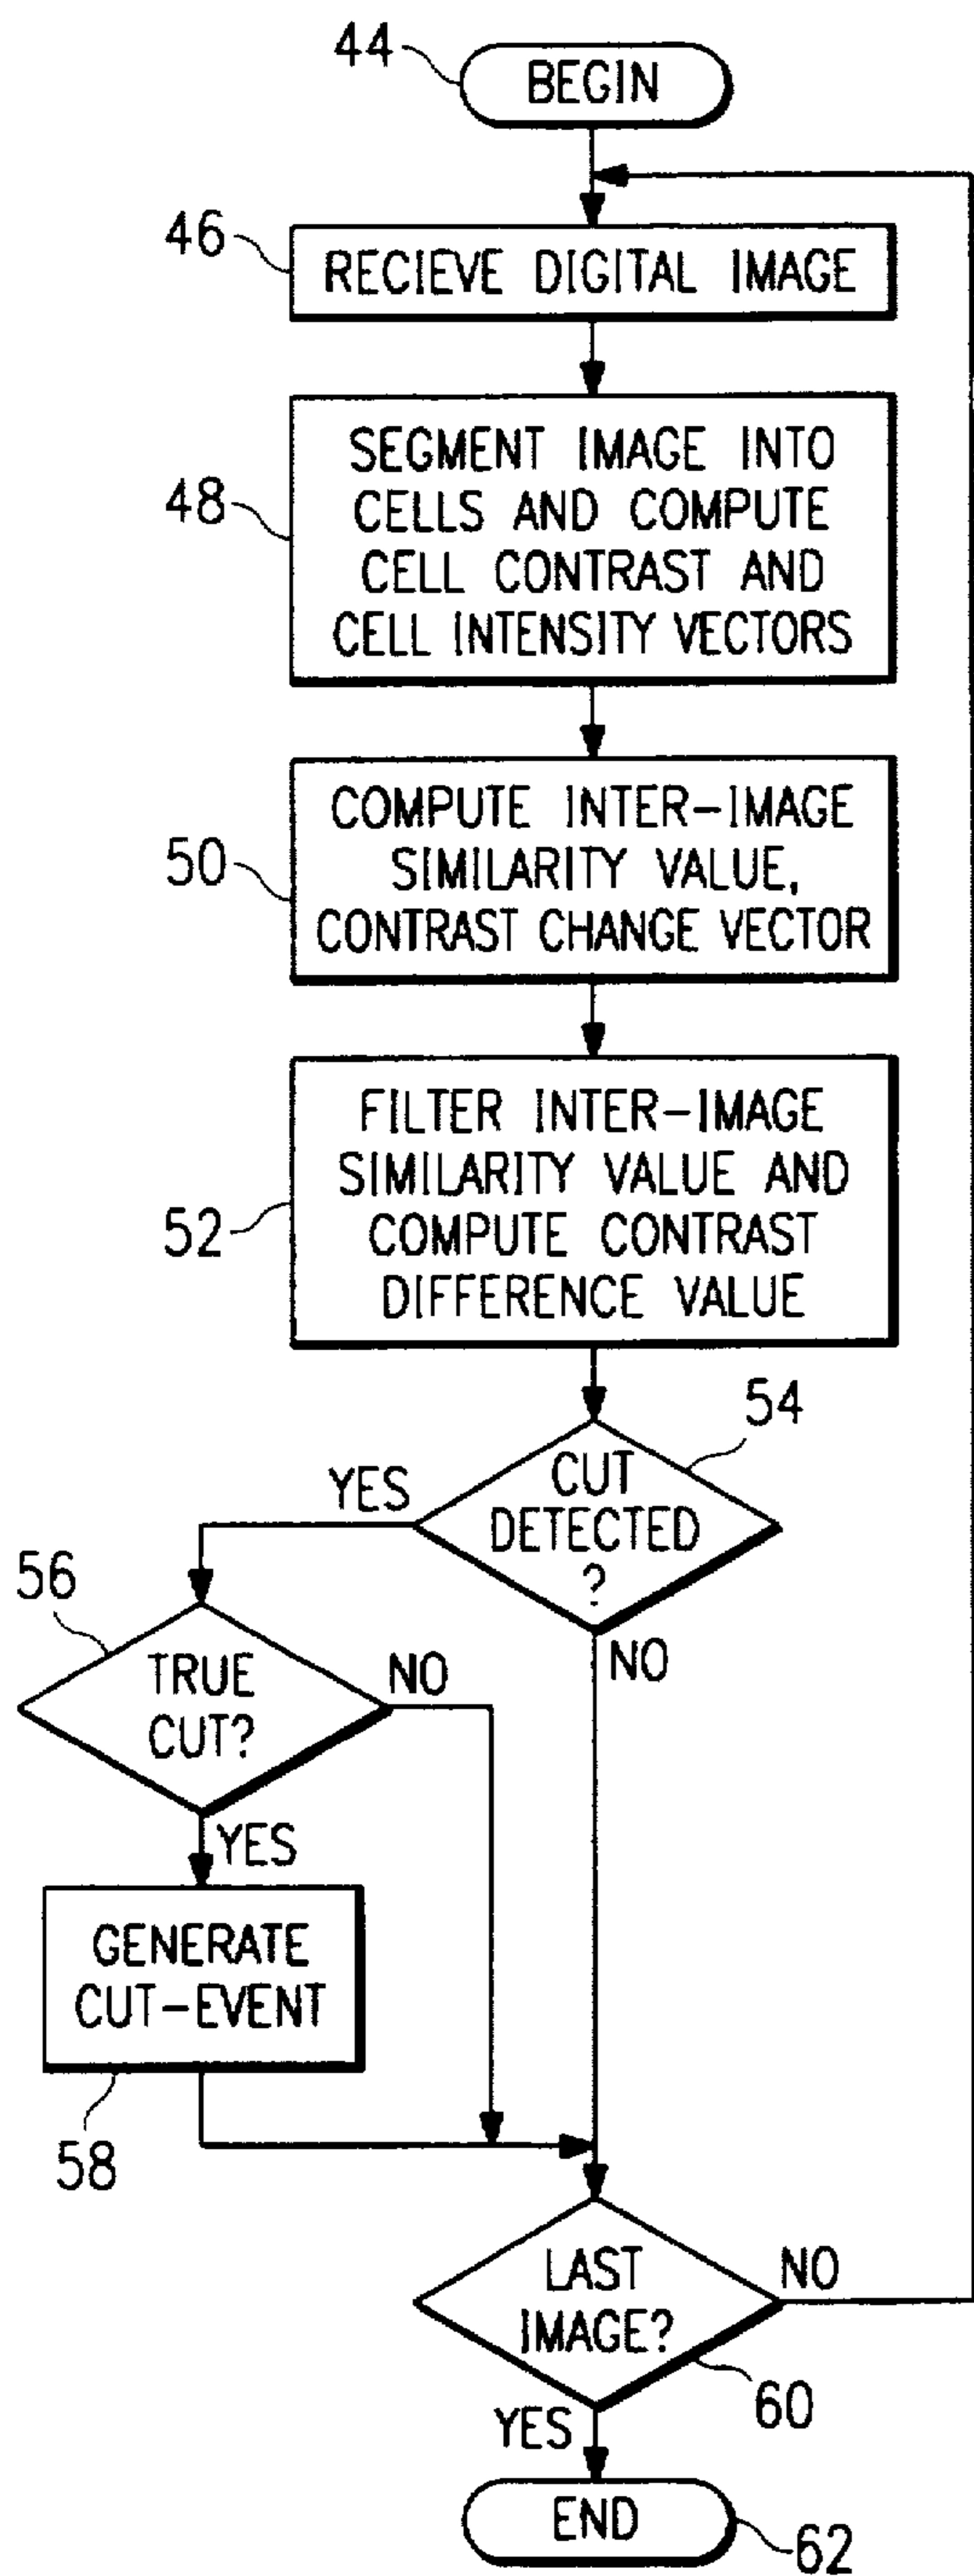 44
BEGIN
46
RECIEVE DIGITAL IMAGE
48
SEGMENT IMAGE INTO
CELLS AND COMPUTE
CELL CONTRAST AND
CELL INTENSITY VECTORS
50
COMPUTE INTER-IMAGE
SIMILARITY VALUE,
CONTRAST CHANGE VECTOR
52
FILTER INTER-IMAGE
SIMILARITY VALUE AND
COMPUTE CONTRAST
DIFFERENCE VALUE
54
CUT
DETECTED
?
YES
NO
56
TRUE
CUT?
NO
YES
GENERATE
CUT-EVENT
58
LAST
IMAGE?
NO
60
YES
END
62